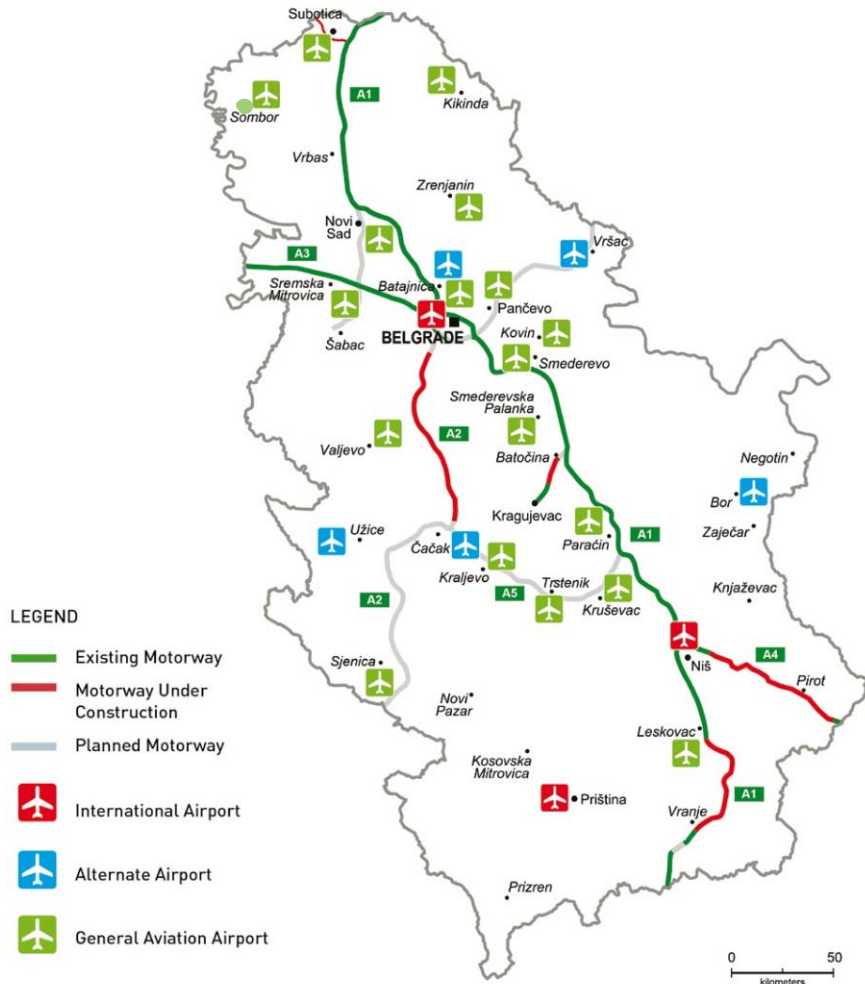 Subotica
A1
Kikinda
Sombor
Vrbas
Zrenjanin
Novi
Sad
Vršac
A3
Batajnica
Sremska
Mitrovica
Pančevo
BELGRADE
Kovin
Šabac
Smederevo
Smederevska
Palanka
A2
Valjevo
Batočina
Negotin
Bor
Kragujevac
Zaječar
Užice
Čačak
Paraćin
A1
Kraljevo
Trstenik
A2
A5
Kruševac
Knjaževac
LEGEND
Existing Motorway
Motorway Under
Construction
Planned Motorway
International Airport
Alternate Airport
General Aviation Airport
Sjenica
Niš
A4
Pirot
Novi
Pazar
Leskovac
Kosovska
Mitrovica
A1
Priština
Vranje
Prizren
0 50
kilometers